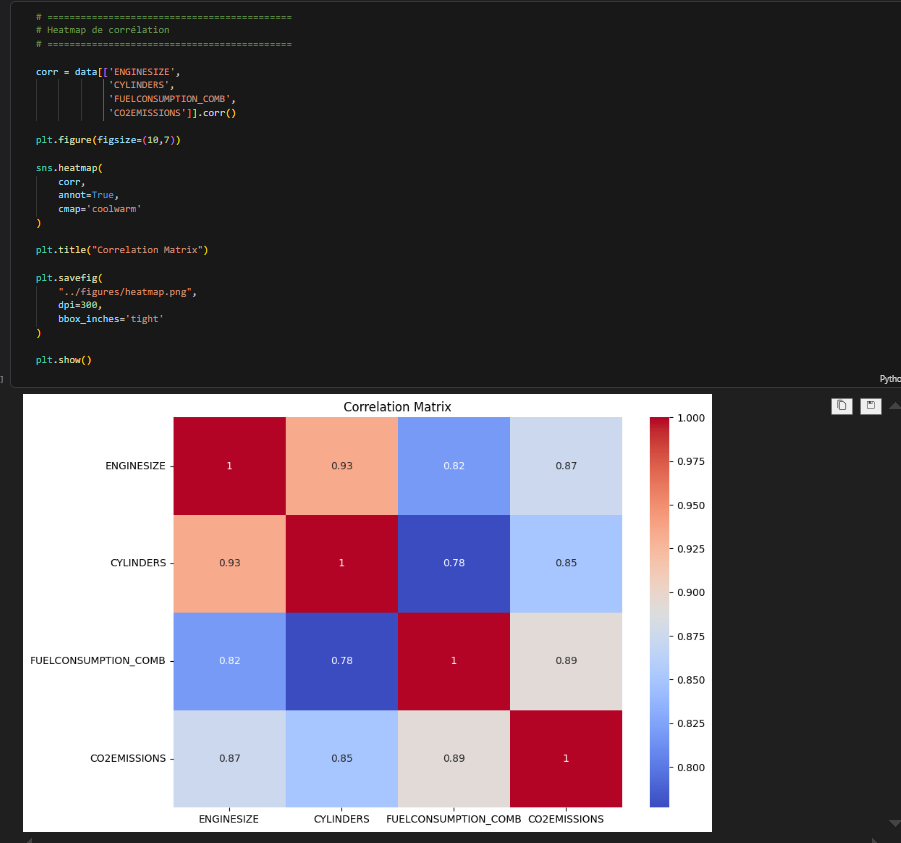 # ============================================
# Heatmap de corrélation
# ============================================
corr = data[['ENGINESIZE',
'CYLINDERS',
'FUELCONSUMPTION_COMB',
'CO2EMISSIONS']].corr()
plt.figure(figsize=(10,7))
sns.heatmap(
corr,
annot=True,
cmap='coolwarm'
)
plt.title("Correlation Matrix")
plt.savefig(
"../figures/heatmap.png",
dpi=300,
bbox_inches='tight'
)
plt.show()
]
Pytho
Correlation Matrix
ENGINESIZE 1 0.93 0.82 0.87
CYLINDERS 0.93 1 0.78 0.85
FUELCONSUMPTION_COMB 0.82 0.78 1 0.89
CO2EMISSIONS 0.87 0.85 0.89 1
ENGINESIZE CYLINDERS FUELCONSUMPTION_COMB CO2EMISSIONS
1.000
0.975
0.950
0.925
0.900
0.875
0.850
0.825
0.800